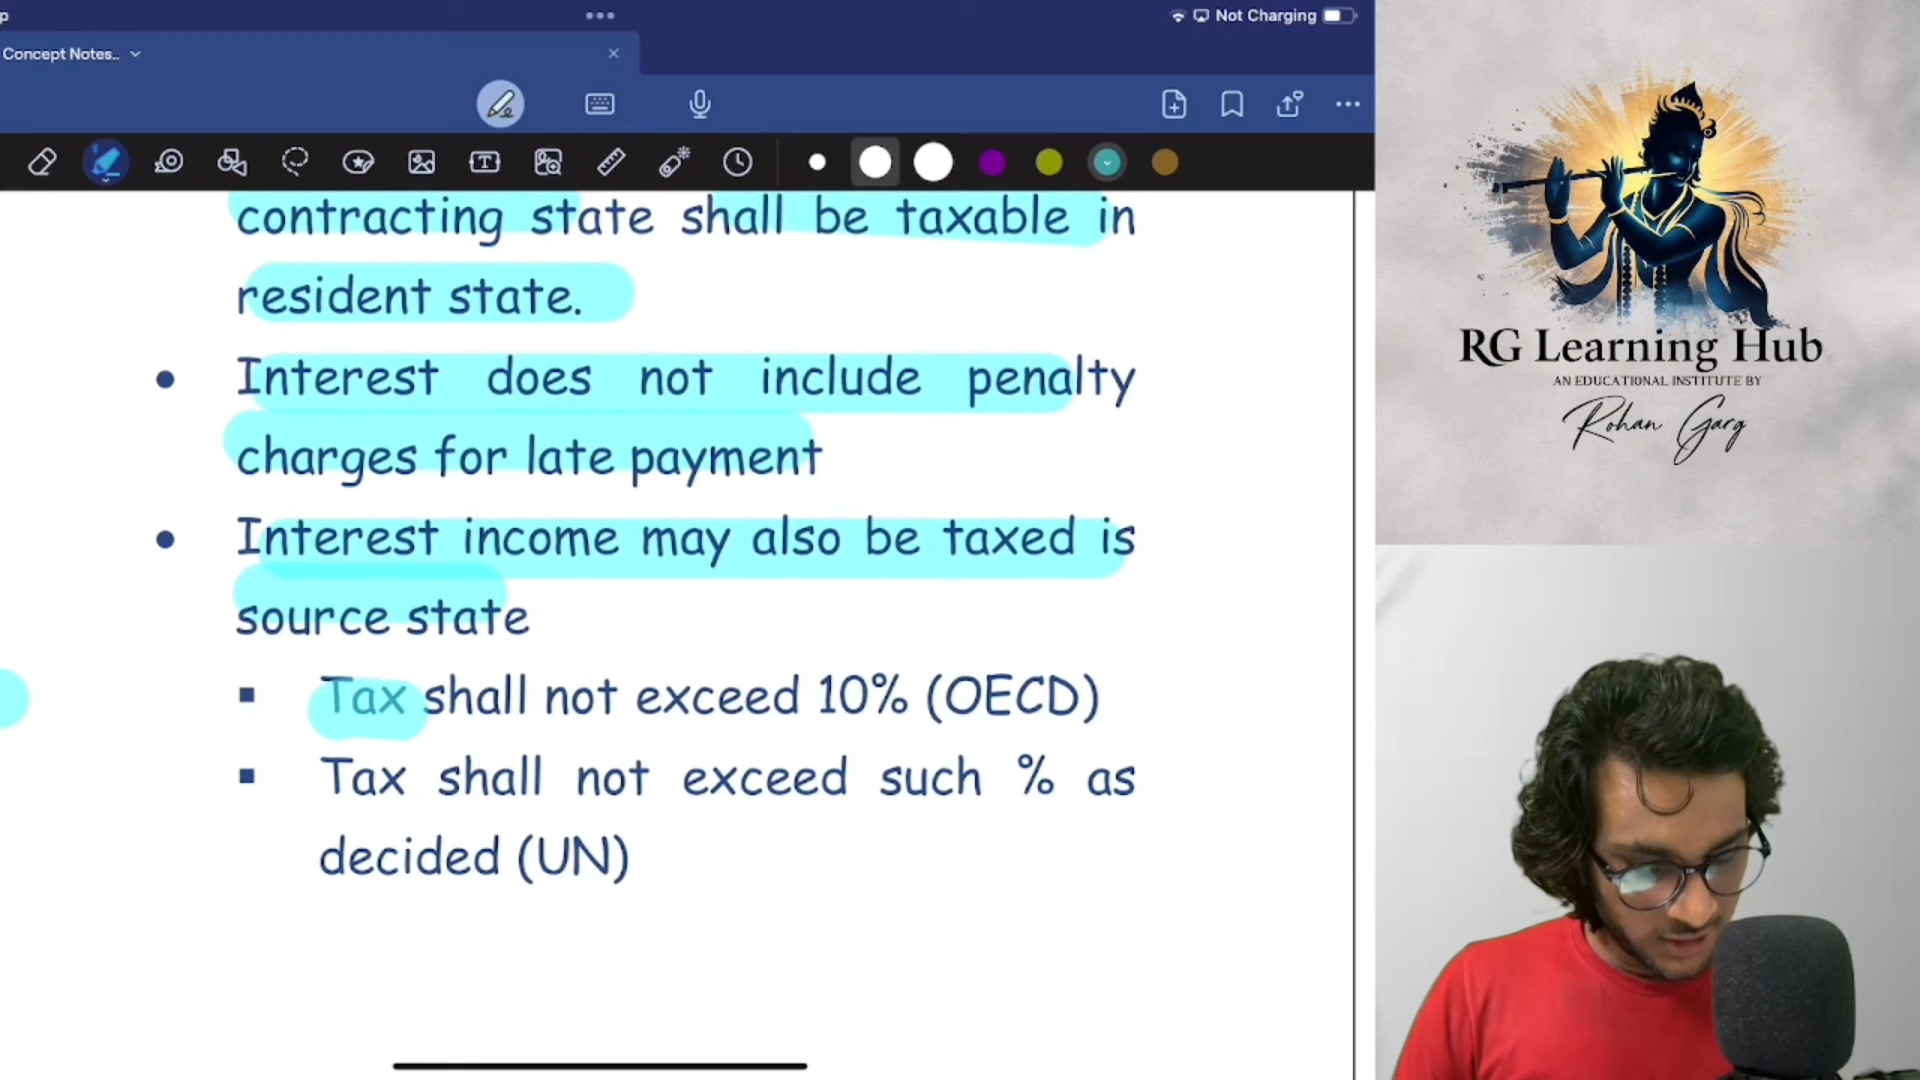 p
Not Charging
Concept Notes..
contracting state shall be taxable in
resident state.
• Interest does not include penalty
charges for late payment
• Interest income may also be taxed is
source state
▪ Tax shall not exceed 10% (OECD)
▪ Tax shall not exceed such % as
decided (UN)
RG Learning Hub
AN EDUCATIONAL INSTITUTE BY
Rohan Garg